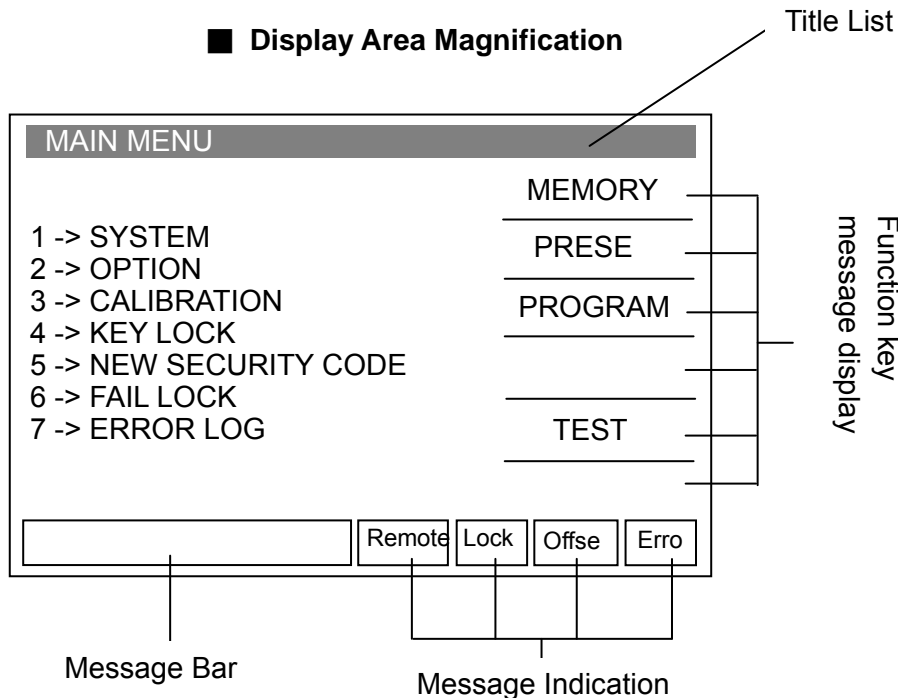 Title List
■ Display Area Magnification
MAIN MENU
MEMORY
1 -> SYSTEM
PRESE
2 -> OPTION
3 -> CALIBRATION
PROGRAM
4 -> KEY LOCK
5 -> NEW SECURITY CODE
6 -> FAIL LOCK
7 -> ERROR LOG
TEST
Function key
message display
Remote
Lock
Offse
Erro
Message Bar
Message Indication